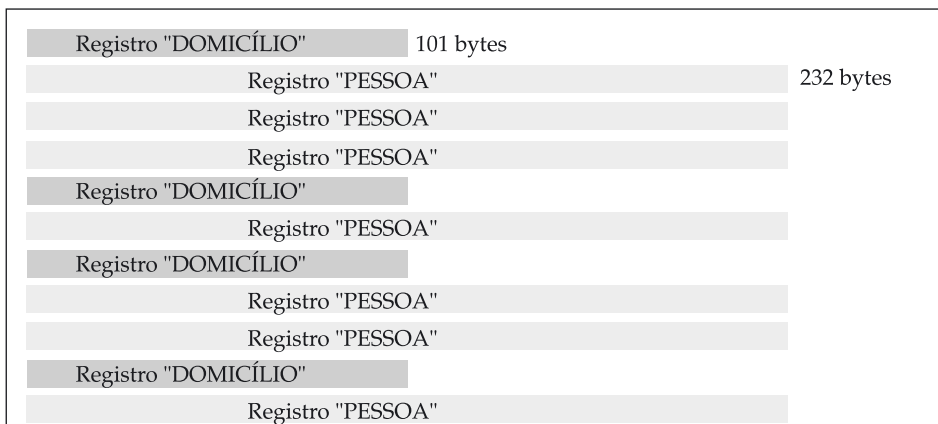 Registro "DOMICÍLIO" 101 bytes
Registro "PESSOA" 232 bytes
Registro "PESSOA"
Registro "PESSOA"
Registro "DOMICÍLIO"
Registro "PESSOA"
Registro "DOMICÍLIO"
Registro "PESSOA"
Registro "PESSOA"
Registro "DOMICÍLIO"
Registro "PESSOA"